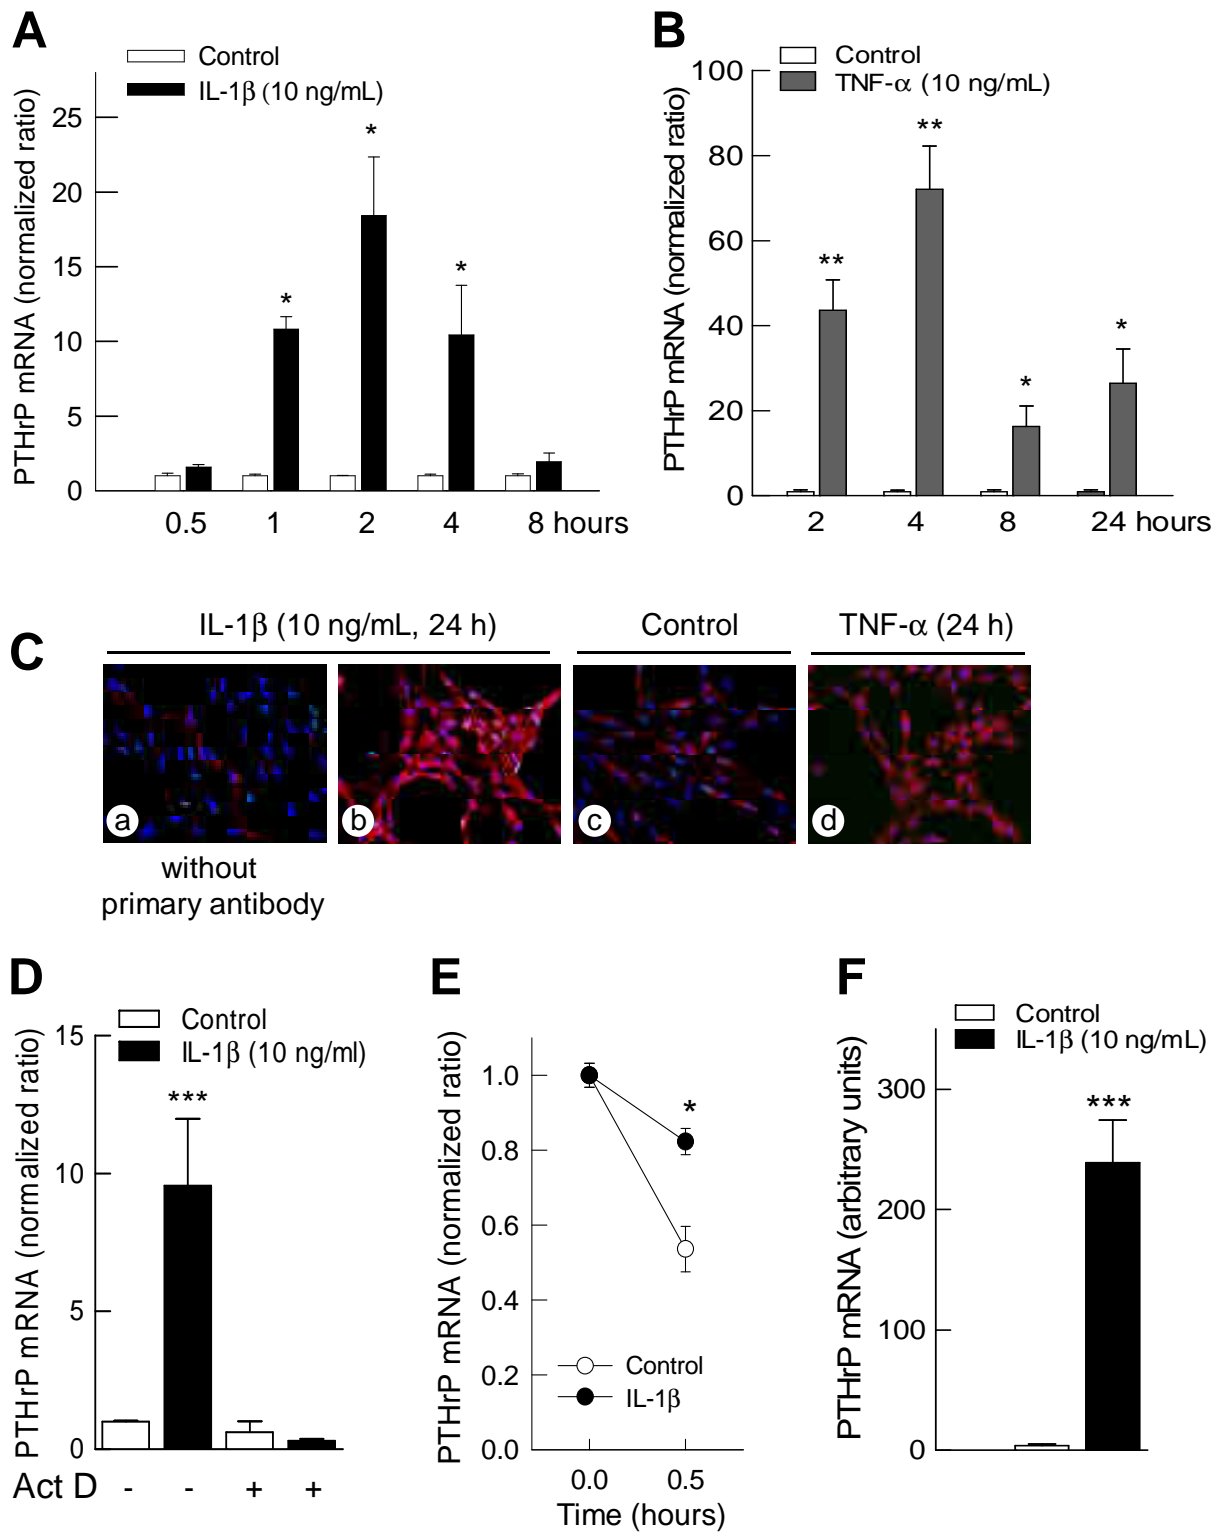 A
Control
IL-1β (10 ng/mL)
PTHrP mRNA (normalized ratio)
25
20
15
10
5
0
*
*
*
0.5 1 2 4 8 hours
B
Control
TNF-α (10 ng/mL)
PTHrP mRNA (normalized ratio)
100
80
60
40
20
0
**
**
*
*
2 4 8 24 hours
C
IL-1β (10 ng/mL, 24 h) Control TNF-α (24 h)
a b c d
without
primary antibody
D
Control
IL-1β (10 ng/ml)
PTHrP mRNA (normalized ratio)
15
10
5
0
***
Act D - - + +
E
PTHrP mRNA (normalized ratio)
1.0
0.8
0.6
0.4
0.2
0.0
*
Control
IL-1β
0.0 0.5
Time (hours)
F
Control
IL-1β (10 ng/mL)
PTHrP mRNA (arbitrary units)
300
200
100
0
***